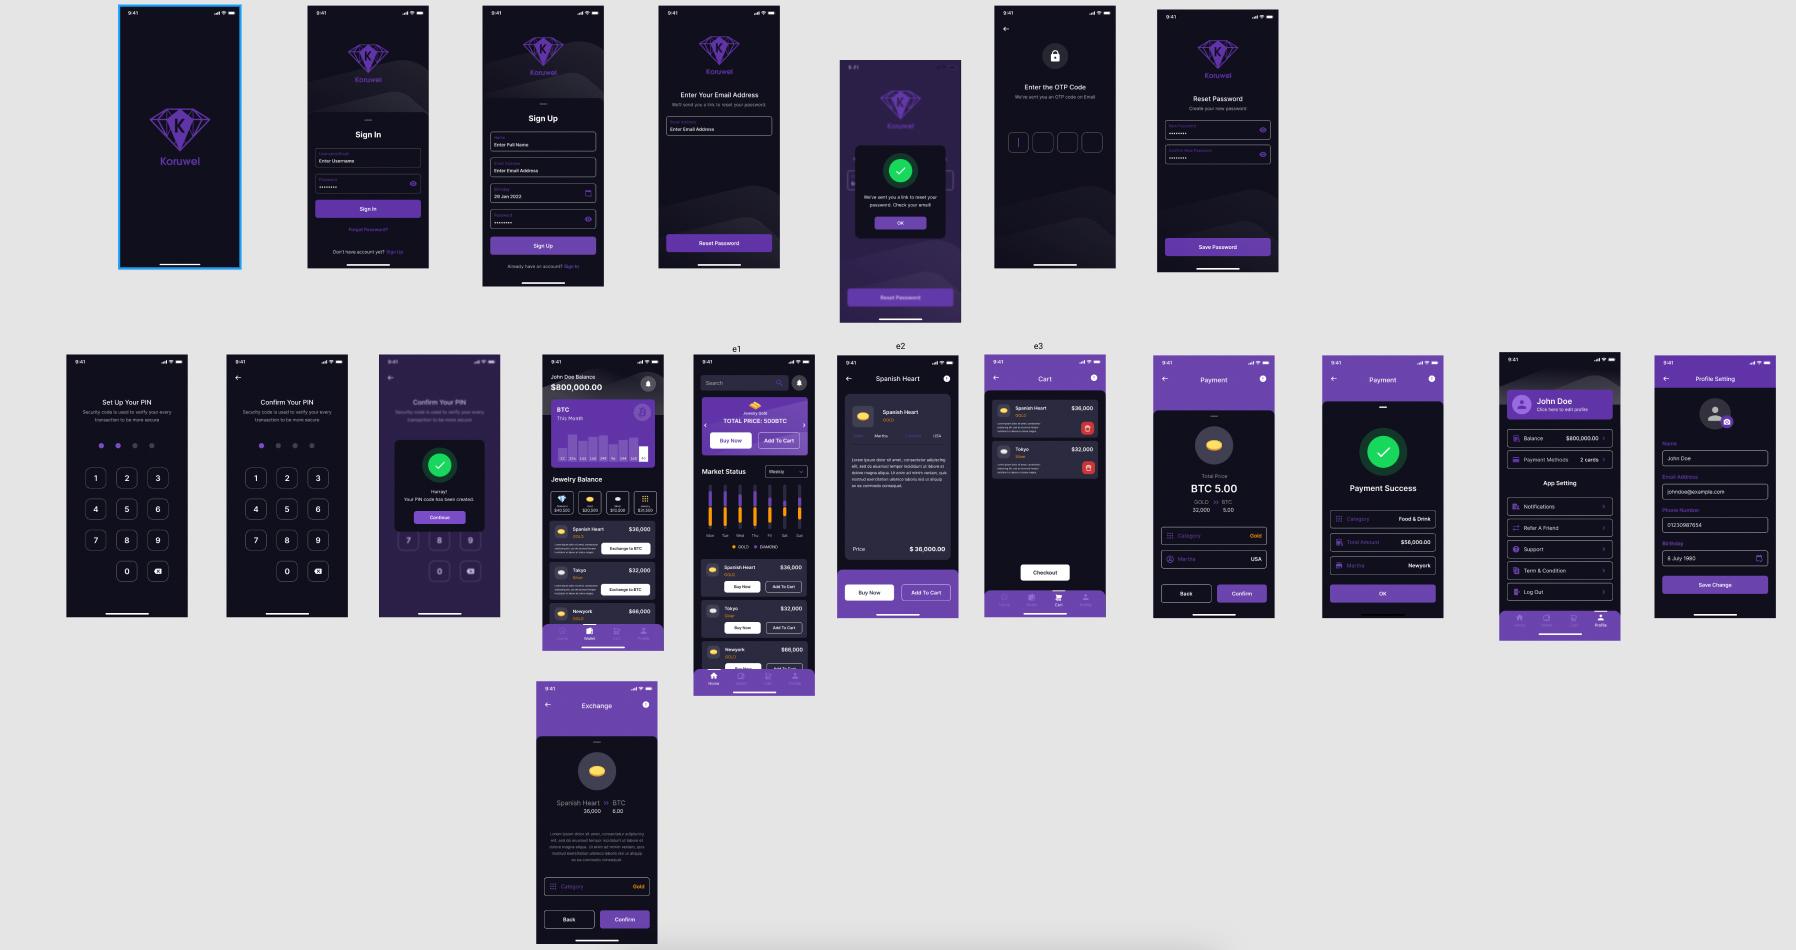 9:41
Koruwel
9:41
Koruwel
Sign In
Enter Username
Sign In
Forgot Password?
Don't have account yet? Sign Up
9:41
Koruwel
Sign Up
Name
Enter Full Name
Email Address
Enter Email Address
Birthday
28 Jan 2022
Password
Sign Up
Already have an account? Sign In
9:41
Koruwel
Enter Your Email Address
We'll send you a link to reset your password.
Email Address
Enter Email Address
Reset Password
9:41
Koruwel
We've sent you a link to reset your
password. Check your email!
OK
Reset Password
9:41
Enter the OTP Code
We've sent you an OTP code on Email
9:41
Koruwel
Reset Password
Create your new password
New Password
Confirm New Password
Save Password
9:41
Set Up Your PIN
Security code is used to verify your every
transaction to be more secure
1 2 3
4 5 6
7 8 9
0
9:41
Confirm Your PIN
Security code is used to verify your every
transaction to be more secure
1 2 3
4 5 6
7 8 9
0
9:41
Confirm Your PIN
Security code is used to verify your every
transaction to be more secure
Hurray!
Your PIN code has been created.
Continue
7 8 9
0
9:41
John Doe Balance
$800,000.00
BTC
This Month
Jewelry Balance
Spanish Heart $36,000
GOLD
Exchange to BTC
Tokyo $32,000
Silver
Exchange to BTC
Newyork $66,000
GOLD
Wallet
e1
9:41
Search
Jewelry Gold
TOTAL PRICE: 500BTC
Buy Now Add To Cart
Market Status Weekly
Mon Tue Wed Thu Fri Sat Sun
GOLD DIAMOND
Spanish Heart $36,000
GOLD
Buy Now Add To Cart
Tokyo $32,000
Silver
Buy Now Add To Cart
Newyork $66,000
GOLD
Buy Now Add To Cart
Home
e2
9:41
Spanish Heart
Spanish Heart
GOLD
Martha USA
Lorem ipsum dolor sit amet, consectetur adipiscing
elit, sed do eiusmod tempor incididunt ut labore et
dolore magna aliqua. Ut enim ad minim veniam, quis
nostrud exercitation ullamco laboris nisi ut aliquip
ex ea commodo consequat.
Price $ 36,000.00
Buy Now Add To Cart
e3
9:41
Cart
Spanish Heart $36,000
GOLD
Tokyo $32,000
Silver
Checkout
Cart
9:41
Payment
Total Price
BTC 5.00
GOLD BTC
32,000 5.00
Category Gold
Martha USA
Back Confirm
9:41
Payment
Payment Success
Category Food & Drink
Total Amount $56,000.00
Martha Newyork
OK
9:41
John Doe
Click here to edit profile
Balance $800,000.00
Payment Methods 2 cards
App Setting
Notifications
Refer A Friend
Support
Term & Condition
Log Out
Profile
9:41
Profile Setting
Name
John Doe
Email Address
johndoe@example.com
Phone Number
01230987654
Birthday
8 July 1980
Save Change
9:41
Exchange
Spanish Heart BTC
36,000 6.00
Lorem ipsum dolor sit amet, consectetur adipiscing
elit, sed do eiusmod tempor incididunt ut labore et
dolore magna aliqua. Ut enim ad minim veniam, quis
nostrud exercitation ullamco laboris nisi ut aliquip
ex ea commodo consequat.
Category Gold
Back Confirm